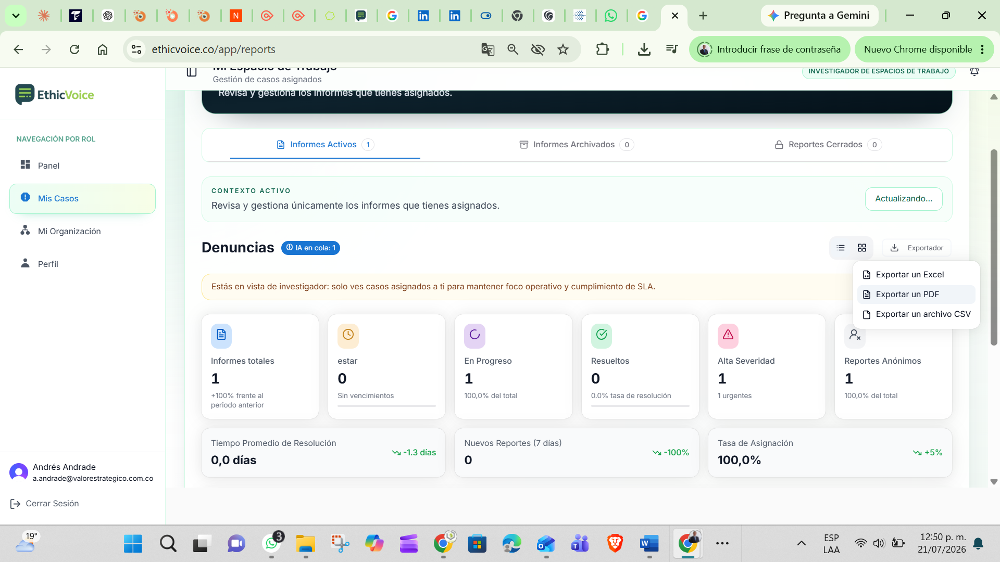 Pregunta a Gemini
ethicvoice.co/app/reports
Introducir frase de contraseña
Nuevo Chrome disponible
EthicVoice
Mi Espacio de Trabajo
Gestión de casos asignados
INVESTIGADOR DE ESPACIOS DE TRABAJO
Revisa y gestiona los informes que tienes asignados.
NAVEGACIÓN POR ROL
Panel
Mis Casos
Mi Organización
Perfil
Informes Activos 1
Informes Archivados 0
Reportes Cerrados 0
CONTEXTO ACTIVO
Revisa y gestiona únicamente los informes que tienes asignados.
Actualizando...
Denuncias
IA en cola: 1
Exportador
Exportar un Excel
Exportar un PDF
Exportar un archivo CSV
Estás en vista de investigador: solo ves casos asignados a ti para mantener foco operativo y cumplimiento de SLA.
Informes totales
1
+100% frente al
periodo anterior
estar
0
Sin vencimientos
En Progreso
1
100,0% del total
Resueltos
0
0.0% tasa de resolución
Alta Severidad
1
1 urgentes
Reportes Anónimos
1
100,0% del total
Tiempo Promedio de Resolución
0,0 días
-1.3 días
Nuevos Reportes (7 días)
0
-100%
Tasa de Asignación
100,0%
+5%
Andrés Andrade
a.andrade@valorestrategico.com.co
Cerrar Sesión
19°
3
ESP
LAA
12:50 p. m.
21/07/2026